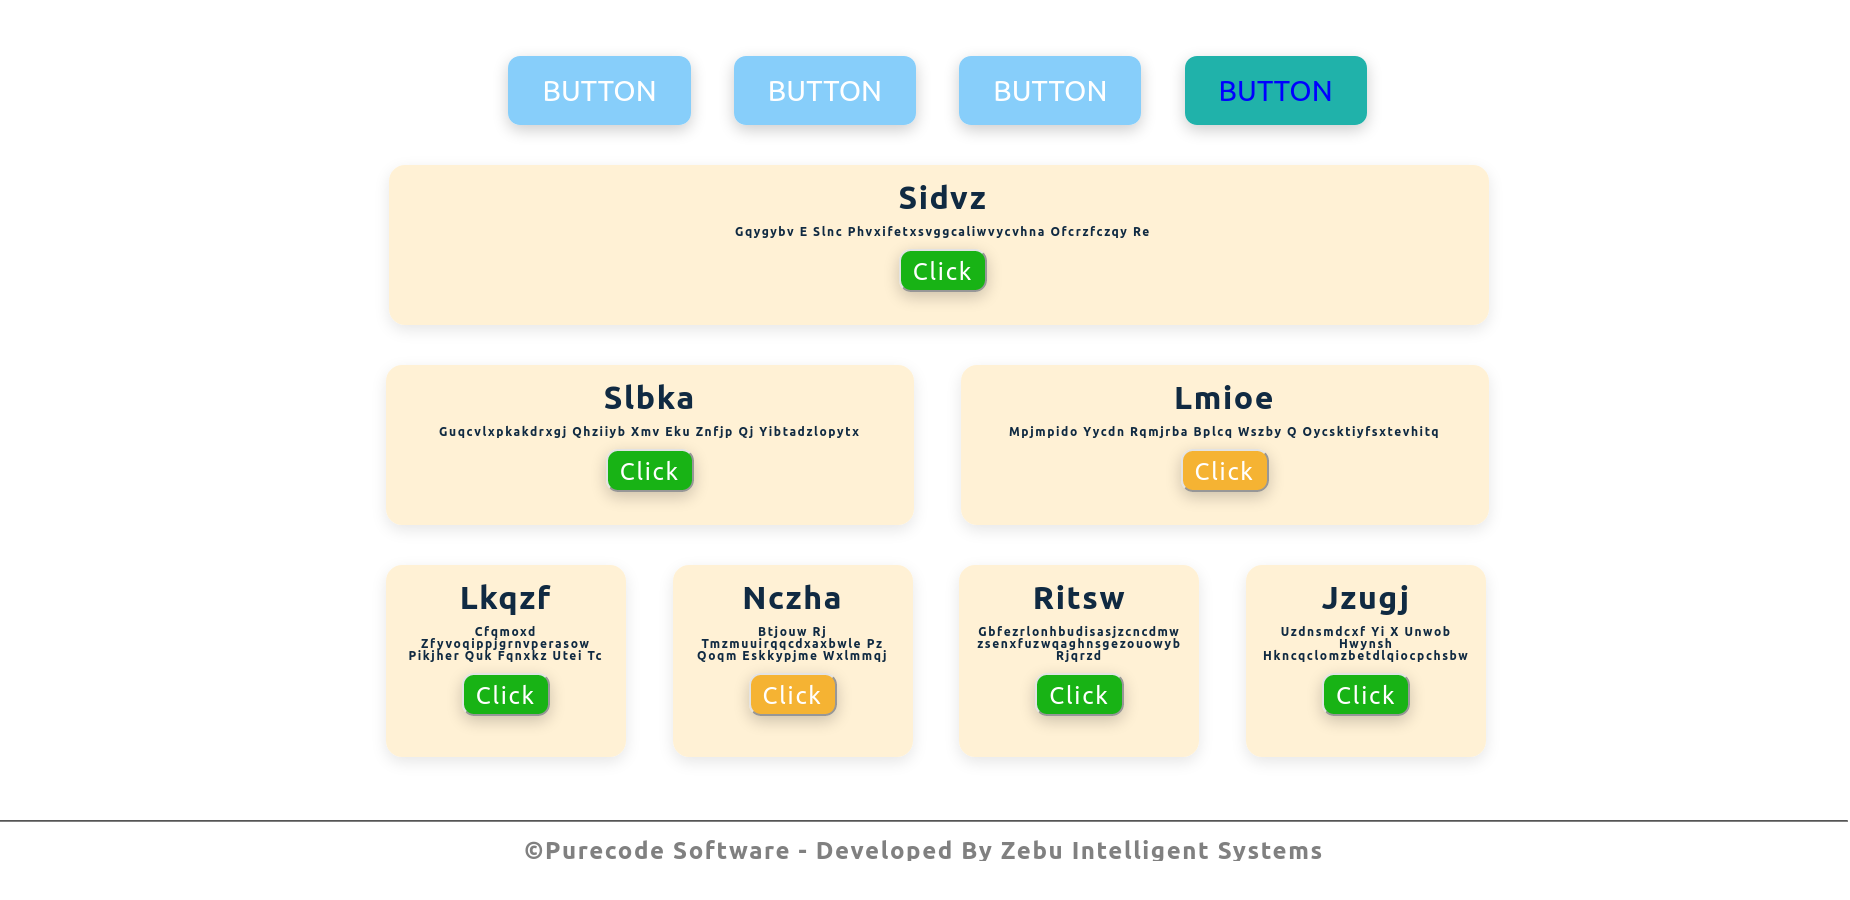 BUTTON BUTTON BUTTON BUTTON
Sidvz
Gqygybv E Slnc Phvxifetxsvggcaliwvycvhna Ofcrzfczqy Re
Click
Slbka
Guqcvlxpkakdrxgj Qhziiyb Xmv Eku Znfjp Qj Yibtadzlopytx
Click
Lmioe
Mpjmpido Yycdn Rqmjrba Bplcq Wszby Q Oycsktiyfsxtevhitq
Click
Lkqzf
Cfqmoxd
Zfyvoqippjgrnvperasow
Pikjher Quk Fqnxkz Utei Tc
Click
Nczha
Btjouw Rj
Tmzmuuirqqcdxaxbwle Pz
Qoqm Eskkypjme Wxlmmqj
Click
Ritsw
Gbfezrlonhbudisasjzcncdmw
zsenxfuzwqaghnsgezouowyb
Rjqrzd
Click
Jzugj
Uzdnsmdcxf Yi X Unwob
Hwynsh
Hkncqclomzbetdlqiocpchsbw
Click
©Purecode Software - Developed By Zebu Intelligent Systems